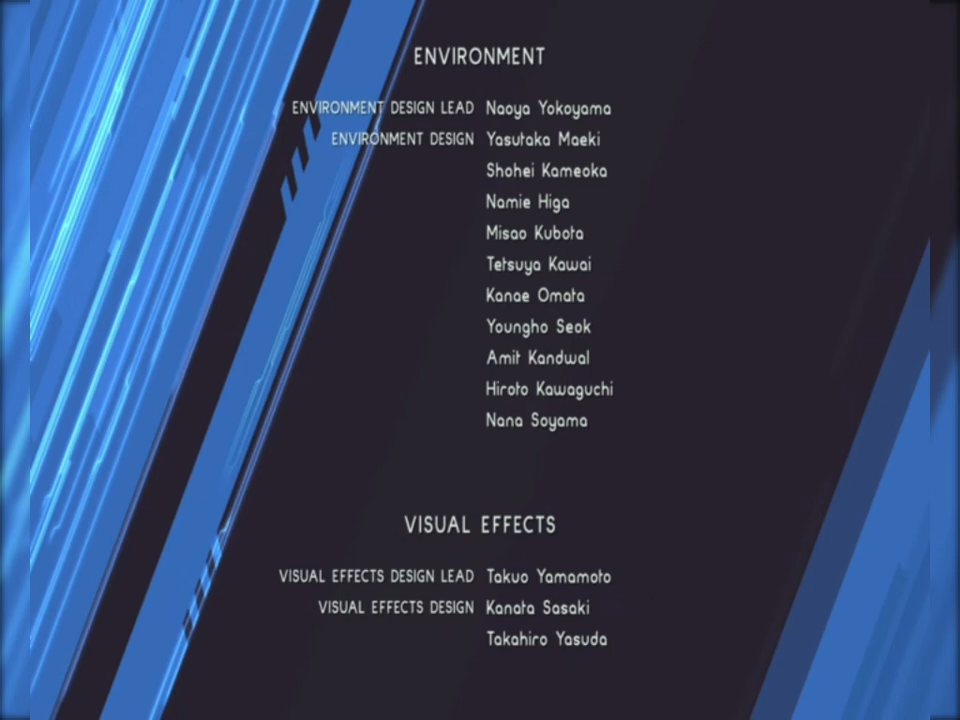 ENVIRONMENT
ENVIRONMENT DESIGN LEAD Naoya Yokoyama
ENVIRONMENT DESIGN Yasutaka Maeki
Shohei Kameoka
Namie Higa
Misao Kubota
Tetsuya Kawai
Kanae Omata
Youngho Seok
Amit Kandwal
Hiroto Kawaguchi
Nana Soyama
VISUAL EFFECTS
VISUAL EFFECTS DESIGN LEAD Takuo Yamamoto
VISUAL EFFECTS DESIGN Kanata Sasaki
Takahiro Yasuda